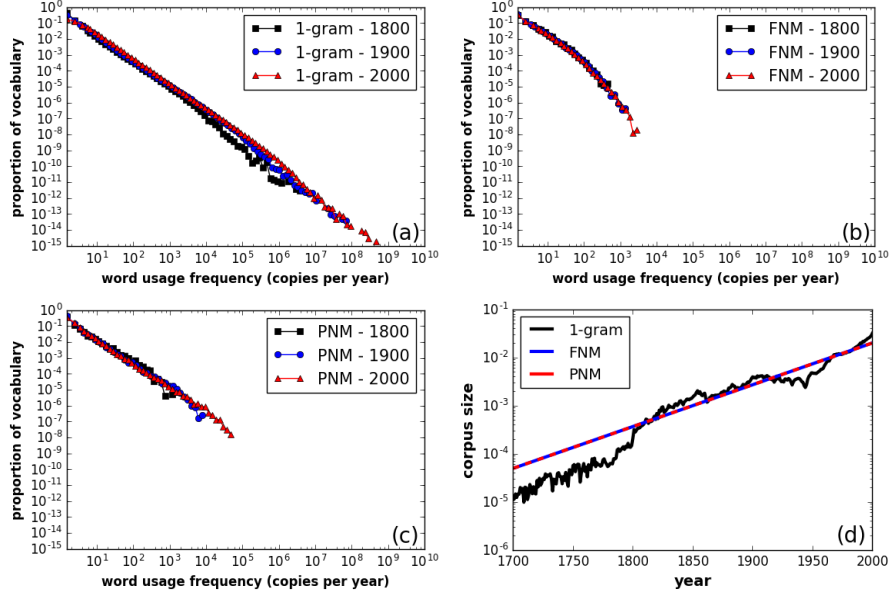 10^0
10^-1
10^-2
10^-3
10^-4
10^-5
10^-6
10^-7
10^-8
10^-9
10^-10
10^-11
10^-12
10^-13
10^-14
10^-15
proportion of vocabulary
1-gram - 1800
1-gram - 1900
1-gram - 2000
(a)
10^1 10^2 10^3 10^4 10^5 10^6 10^7 10^8 10^9 10^10
word usage frequency (copies per year)
10^0
10^-1
10^-2
10^-3
10^-4
10^-5
10^-6
10^-7
10^-8
10^-9
10^-10
10^-11
10^-12
10^-13
10^-14
10^-15
proportion of vocabulary
FNM - 1800
FNM - 1900
FNM - 2000
(b)
10^1 10^2 10^3 10^4 10^5 10^6 10^7 10^8 10^9 10^10
word usage frequency (copies per year)
10^0
10^-1
10^-2
10^-3
10^-4
10^-5
10^-6
10^-7
10^-8
10^-9
10^-10
10^-11
10^-12
10^-13
10^-14
10^-15
proportion of vocabulary
PNM - 1800
PNM - 1900
PNM - 2000
(c)
10^1 10^2 10^3 10^4 10^5 10^6 10^7 10^8 10^9 10^10
word usage frequency (copies per year)
10^-1
10^-2
10^-3
10^-4
10^-5
10^-6
corpus size
1-gram
FNM
PNM
(d)
1700 1750 1800 1850 1900 1950 2000
year